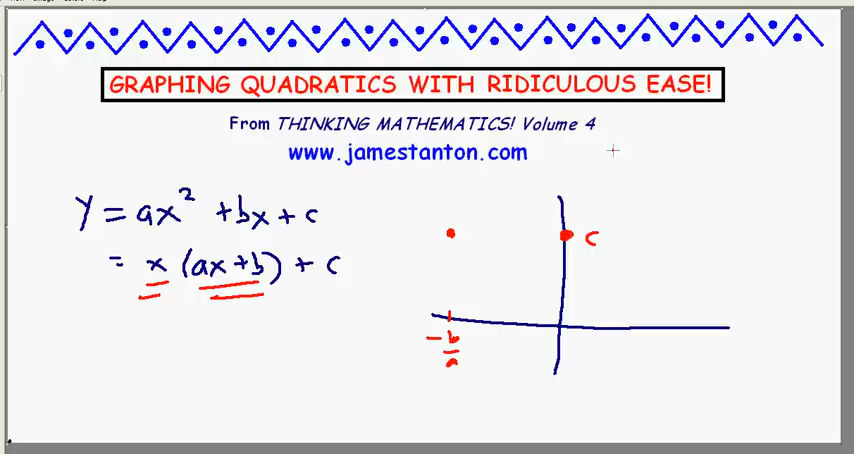 GRAPHING QUADRATICS WITH RIDICULOUS EASE!
From THINKING MATHEMATICS! Volume 4
www.jamestanton.com
y = ax² + bx + c
= x (ax + b) + c
c
-b/a